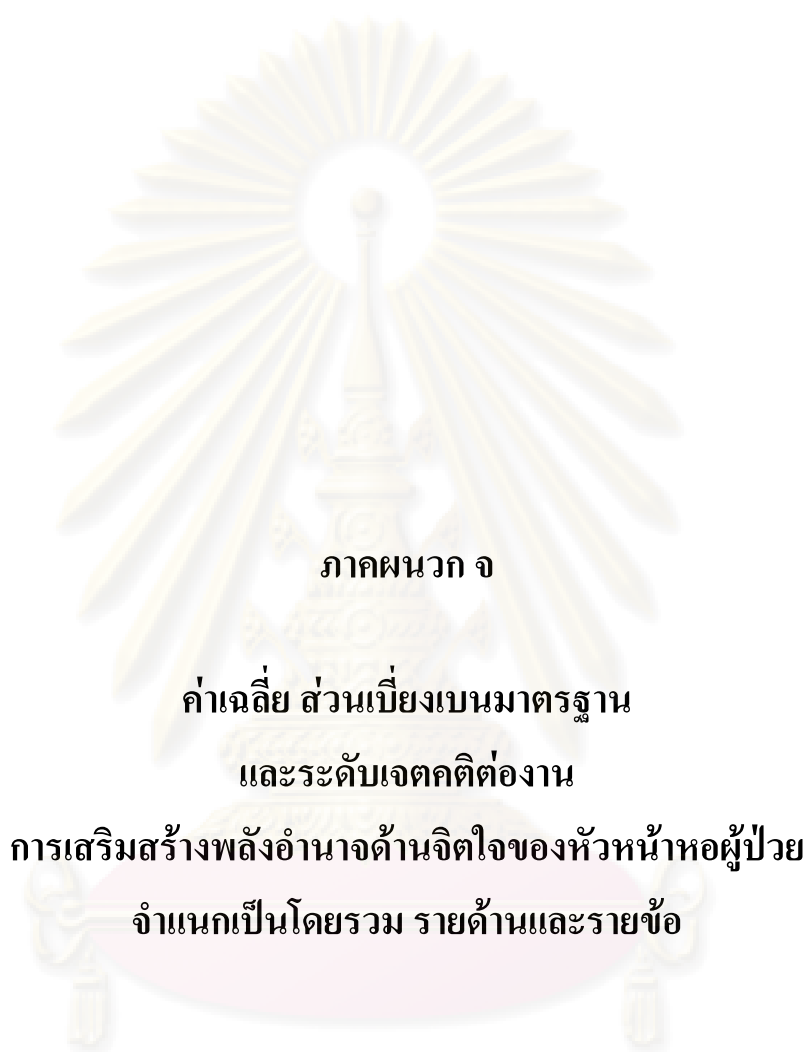 ภาคผนวก จ
ค่าเฉลี่ย ส่วนเบี่ยงเบนมาตรฐาน
และระดับเจตคติต่องาน
การเสริมสร้างพลังอำนาจด้านจิตใจของหัวหน้าหอผู้ป่วย
จำแนกเป็นโดยรวม รายด้านและรายข้อ